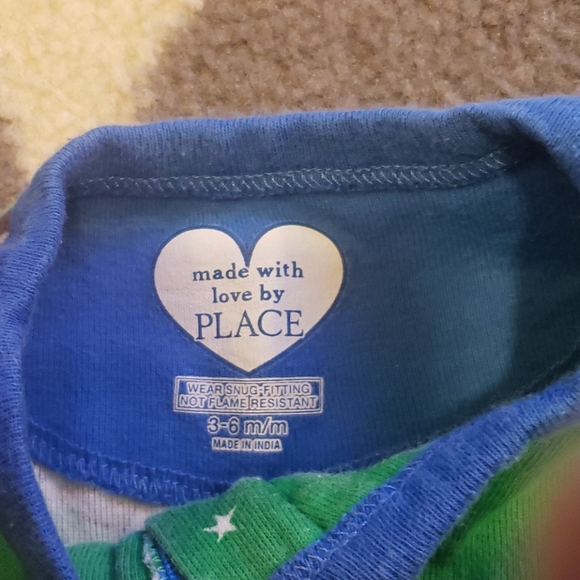 made with
love by
PLACE
WEAR SNUG-FITTING
NOT FLAME RESISTANT
3-6 m/m
MADE IN INDIA